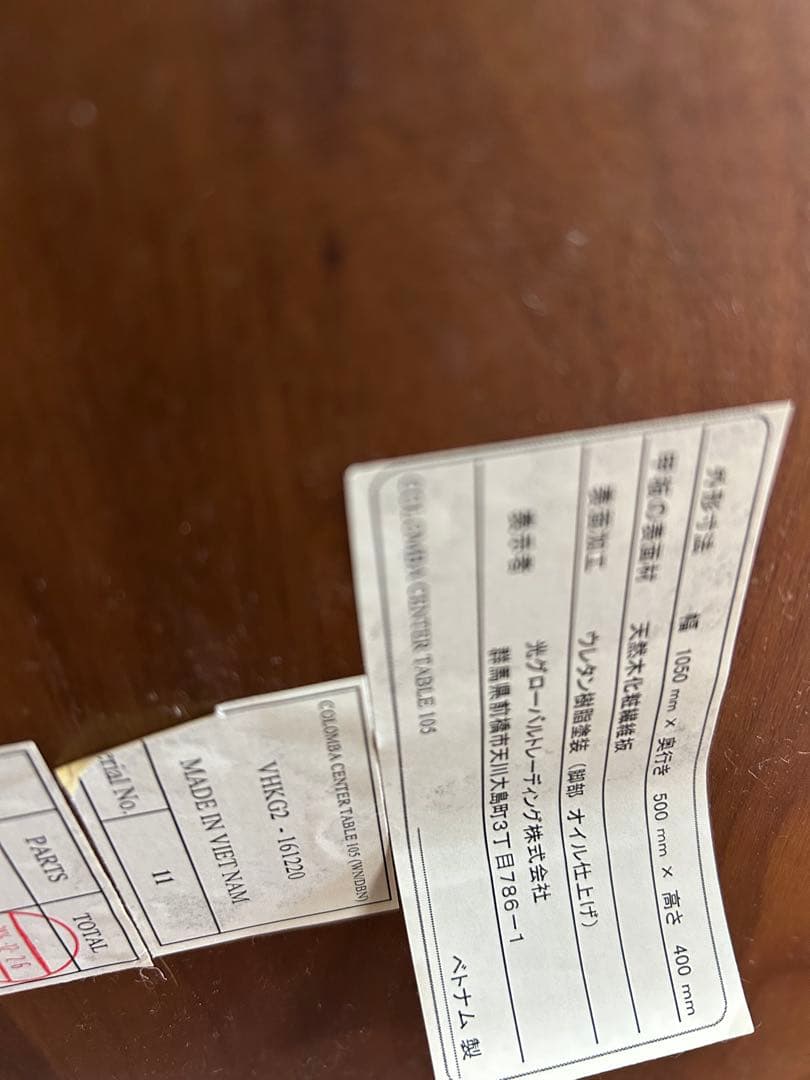 外形寸法 幅 1050 mm × 奥行き 500 mm × 高さ 400 mm
甲板の表面材 天然木化粧繊維板
表面加工 ウレタン樹脂塗装 (脚部 オイル仕上げ)
表示者 光グローバルトレーディング株式会社
群馬県前橋市天川大島町3丁目786-1
COLOMBA CENTER TABLE 105
ベトナム 製
COLOMBA CENTER TABLE 105 (WN/DBN)
VHKG2 - 161220
MADE IN VIETNAM
rial No. 11
TOTAL
PARTS